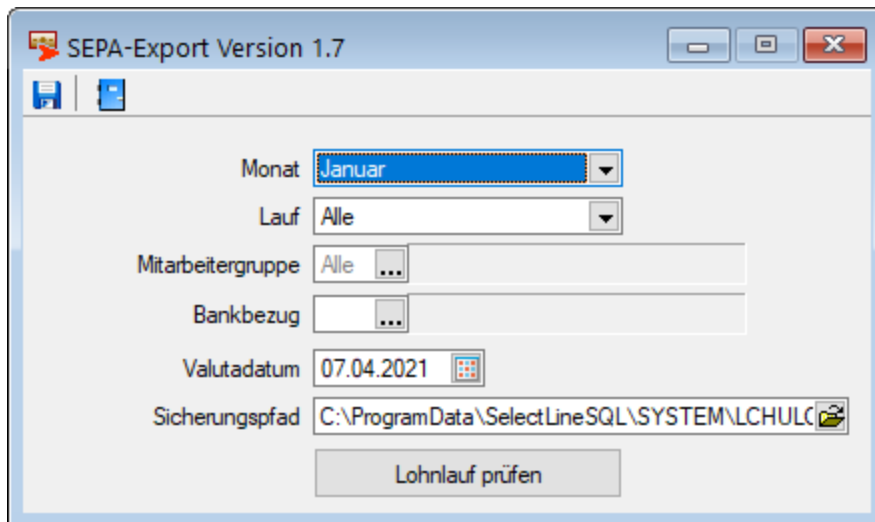 SEPA-Export Version 1.7
Monat Januar
Lauf Alle
Mitarbeitergruppe Alle ...
Bankbezug ...
Valutadatum 07.04.2021
Sicherungspfad C:\ProgramData\SelectLineSQL\SYSTEM\LCHUL
Lohnlauf prüfen